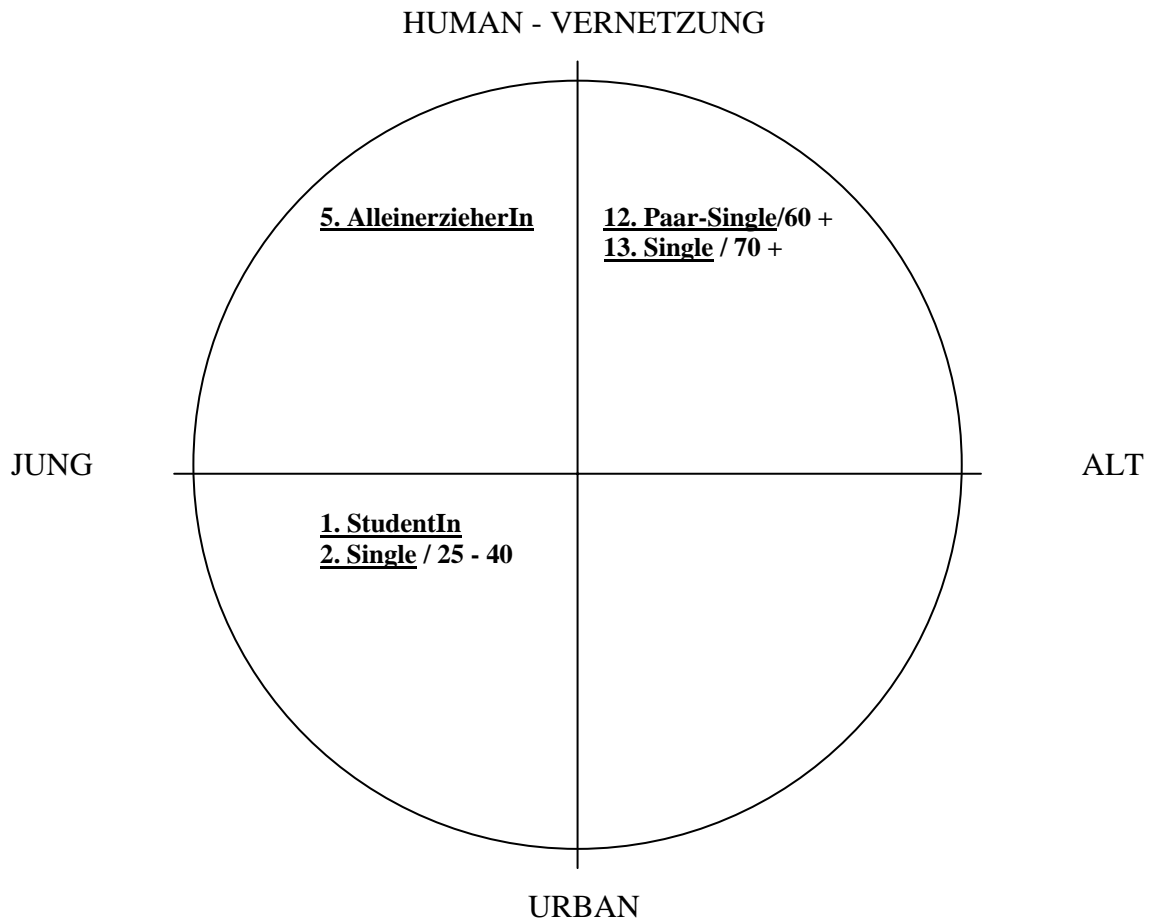 HUMAN - VERNETZUNG
5. AlleinerzieherIn
12. Paar-Single/60 +
13. Single / 70 +
JUNG
ALT
1. StudentIn
2. Single / 25 - 40
URBAN